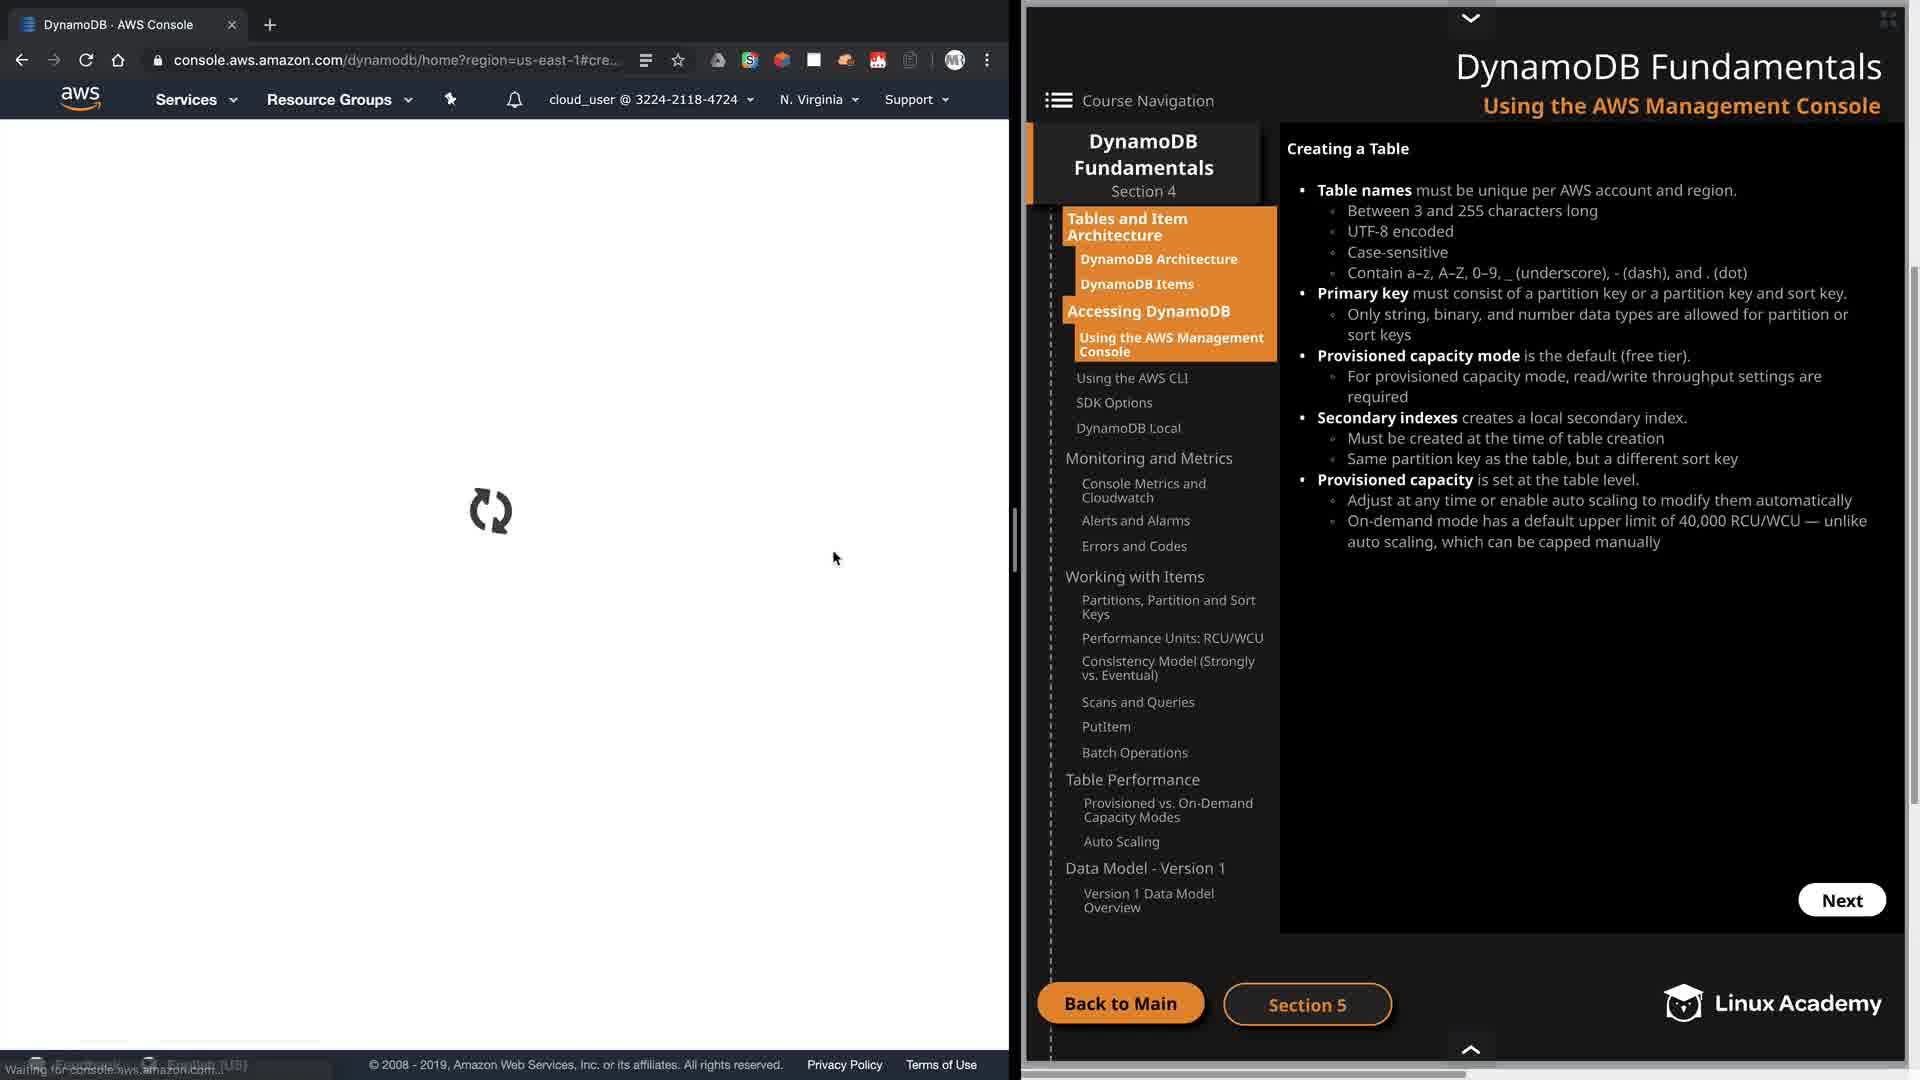 DynamoDB · AWS Console
console.aws.amazon.com/dynamodb/home?region=us-east-1#cre...
aws
Services
Resource Groups
cloud_user @ 3224-2118-4724
N. Virginia
Support
Waiting for console.aws.amazon.com...
Feedback
English (US)
© 2008 - 2019, Amazon Web Services, Inc. or its affiliates. All rights reserved.
Privacy Policy
Terms of Use
DynamoDB Fundamentals
Using the AWS Management Console
Course Navigation
DynamoDB
Fundamentals
Section 4
Tables and Item
Architecture
DynamoDB Architecture
DynamoDB Items
Accessing DynamoDB
Using the AWS Management
Console
Using the AWS CLI
SDK Options
DynamoDB Local
Monitoring and Metrics
Console Metrics and
Cloudwatch
Alerts and Alarms
Errors and Codes
Working with Items
Partitions, Partition and Sort
Keys
Performance Units: RCU/WCU
Consistency Model (Strongly
vs. Eventual)
Scans and Queries
PutItem
Batch Operations
Table Performance
Provisioned vs. On-Demand
Capacity Modes
Auto Scaling
Data Model - Version 1
Version 1 Data Model
Overview
Creating a Table
• Table names must be unique per AWS account and region.
◦ Between 3 and 255 characters long
◦ UTF-8 encoded
◦ Case-sensitive
◦ Contain a–z, A–Z, 0–9, _ (underscore), - (dash), and . (dot)
• Primary key must consist of a partition key or a partition key and sort key.
◦ Only string, binary, and number data types are allowed for partition or
sort keys
• Provisioned capacity mode is the default (free tier).
◦ For provisioned capacity mode, read/write throughput settings are
required
• Secondary indexes creates a local secondary index.
◦ Must be created at the time of table creation
◦ Same partition key as the table, but a different sort key
• Provisioned capacity is set at the table level.
◦ Adjust at any time or enable auto scaling to modify them automatically
◦ On-demand mode has a default upper limit of 40,000 RCU/WCU — unlike
auto scaling, which can be capped manually
Next
Back to Main
Section 5
Linux Academy